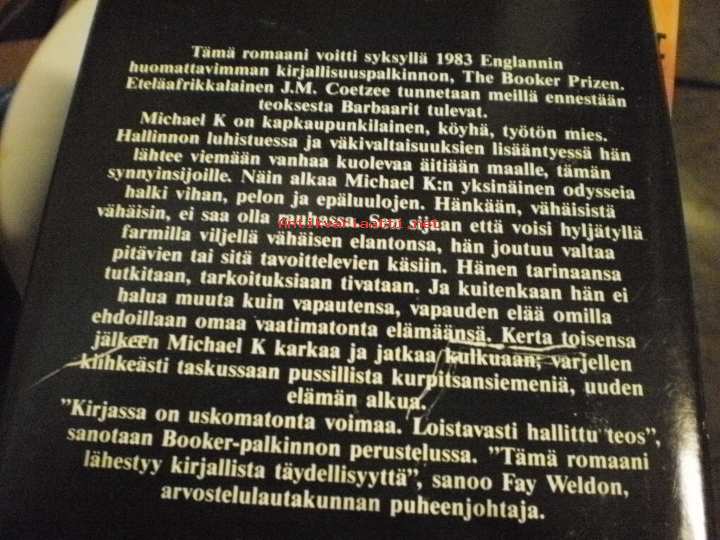 Tämä romaani voitti syksyllä 1983 Englannin
huomattavimman kirjallisuuspalkinnon, The Booker Prizen.
Eteläafrikkalainen J.M. Coetzee tunnetaan meillä ennestään
teoksesta Barbaarit tulevat.
Michael K on kapkaupunkilainen, köyhä, työtön mies.
Hallinnon luhistuessa ja väkivaltaisuuksien lisääntyessä hän
lähtee viemään vanhaa kuolevaa äitiään maalle, tämän
synnyinsijoille. Näin alkaa Michael K:n yksinäinen odysseia
halki vihan, pelon ja epäluulojen. Hänkään, vähäisistä
vähäisin, ei saa olla rauhassa. Sen sijaan että voisi hyljätyllä
farmilla viljellä vähäisen elantonsa, hän joutuu valtaa
pitävien tai sitä tavoittelevien käsiin. Hänen tarinaansa
tutkitaan, tarkoituksiaan tivataan. Ja kuitenkaan hän ei
halua muuta kuin vapautensa, vapauden elää omilla
ehdoillaan omaa vaatimatonta elämäänsä. Kerta toisensa
jälkeen Michael K karkaa ja jatkaa kulkuaan, varjellen
kiihkeästi taskussaan pussillista kurpitsansiemeniä, uuden
elämän alkua.
”Kirjassa on uskomatonta voimaa. Loistavasti hallittu teos”,
sanotaan Booker-palkinnon perustelussa. ”Tämä romaani
lähestyy kirjallista täydellisyyttä”, sanoo Fay Weldon,
arvostelulautakunnan puheenjohtaja.